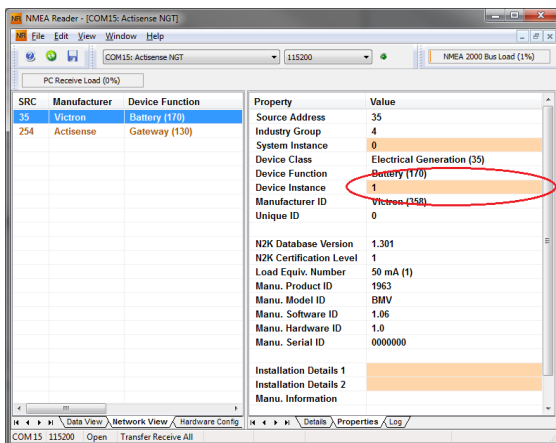 NMEA Reader - [COM15: Actisense NGT]
File Edit View Window Help
COM15: Actisense NGT 115200 NMEA 2000 Bus Load (1%)
PC Receive Load (0%)
SRC Manufacturer Device Function
35 Victron Battery (170)
254 Actisense Gateway (130)
Property Value
Source Address 35
Industry Group 4
System Instance 0
Device Class Electrical Generation (35)
Device Function Battery (170)
Device Instance 1
Manufacturer ID Victron (358)
Unique ID 0
N2K Database Version 1.301
N2K Certification Level 1
Load Equiv. Number 50 mA (1)
Manu. Product ID 1963
Manu. Model ID BMV
Manu. Software ID 1.06
Manu. Hardware ID 1.0
Manu. Serial ID 0000000
Installation Details 1
Installation Details 2
Manu. Information
Data View Network View Hardware Config
Details Properties Log
COM15 115200 Open Transfer Receive All